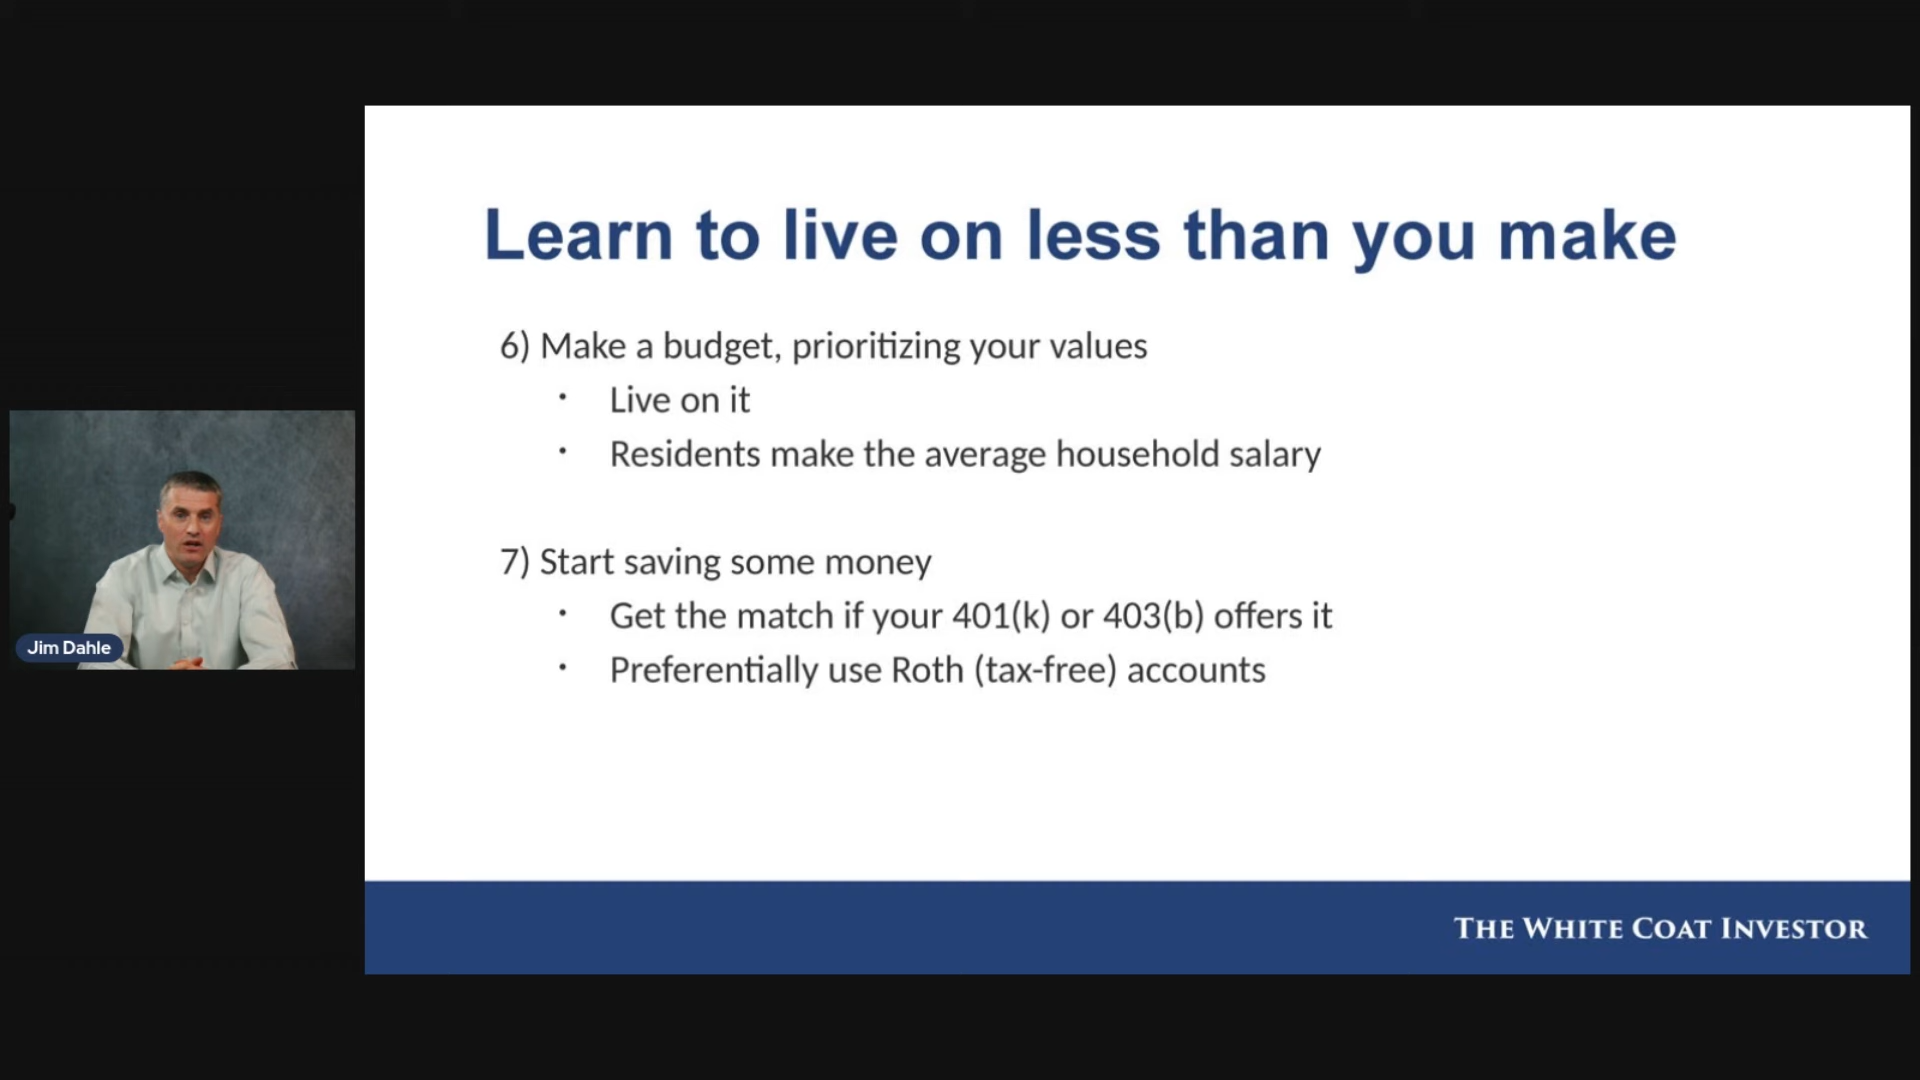 Learn to live on less than you make
6) Make a budget, prioritizing your values
· Live on it
· Residents make the average household salary
7) Start saving some money
· Get the match if your 401(k) or 403(b) offers it
· Preferentially use Roth (tax-free) accounts
Jim Dahle
THE WHITE COAT INVESTOR